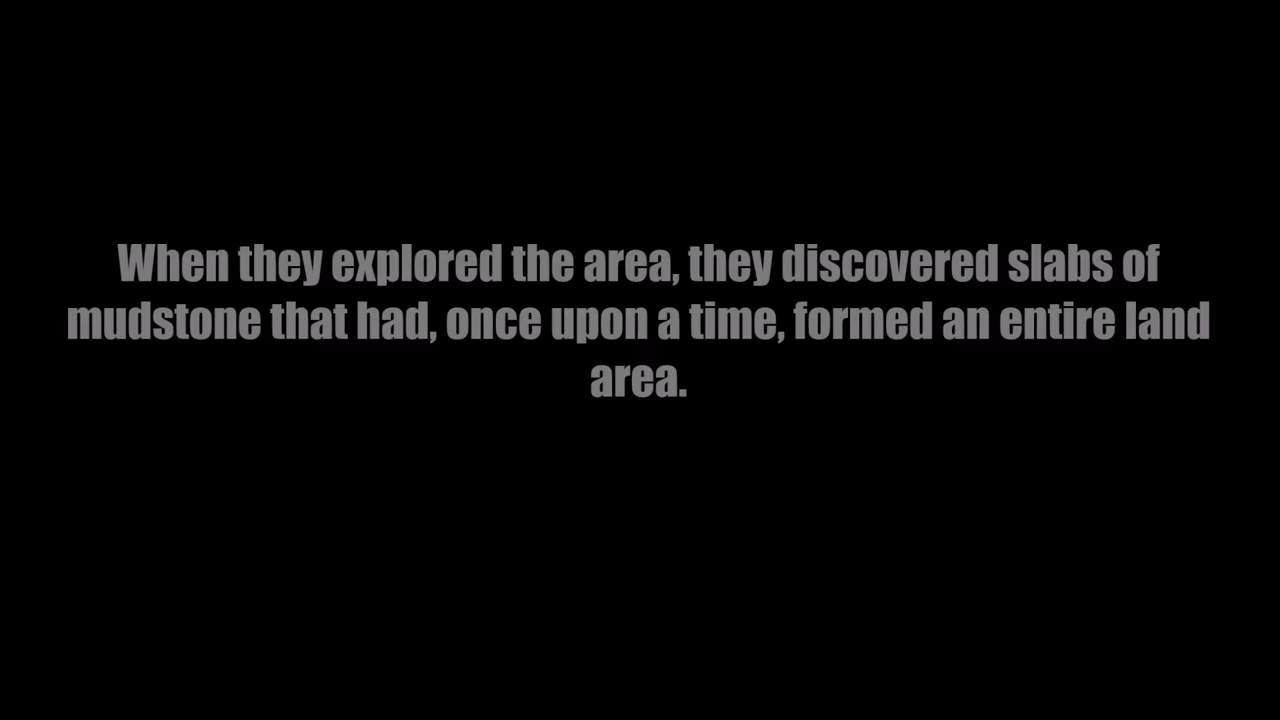 When they explored the area, they discovered slabs of
mudstone that had, once upon a time, formed an entire land
area.